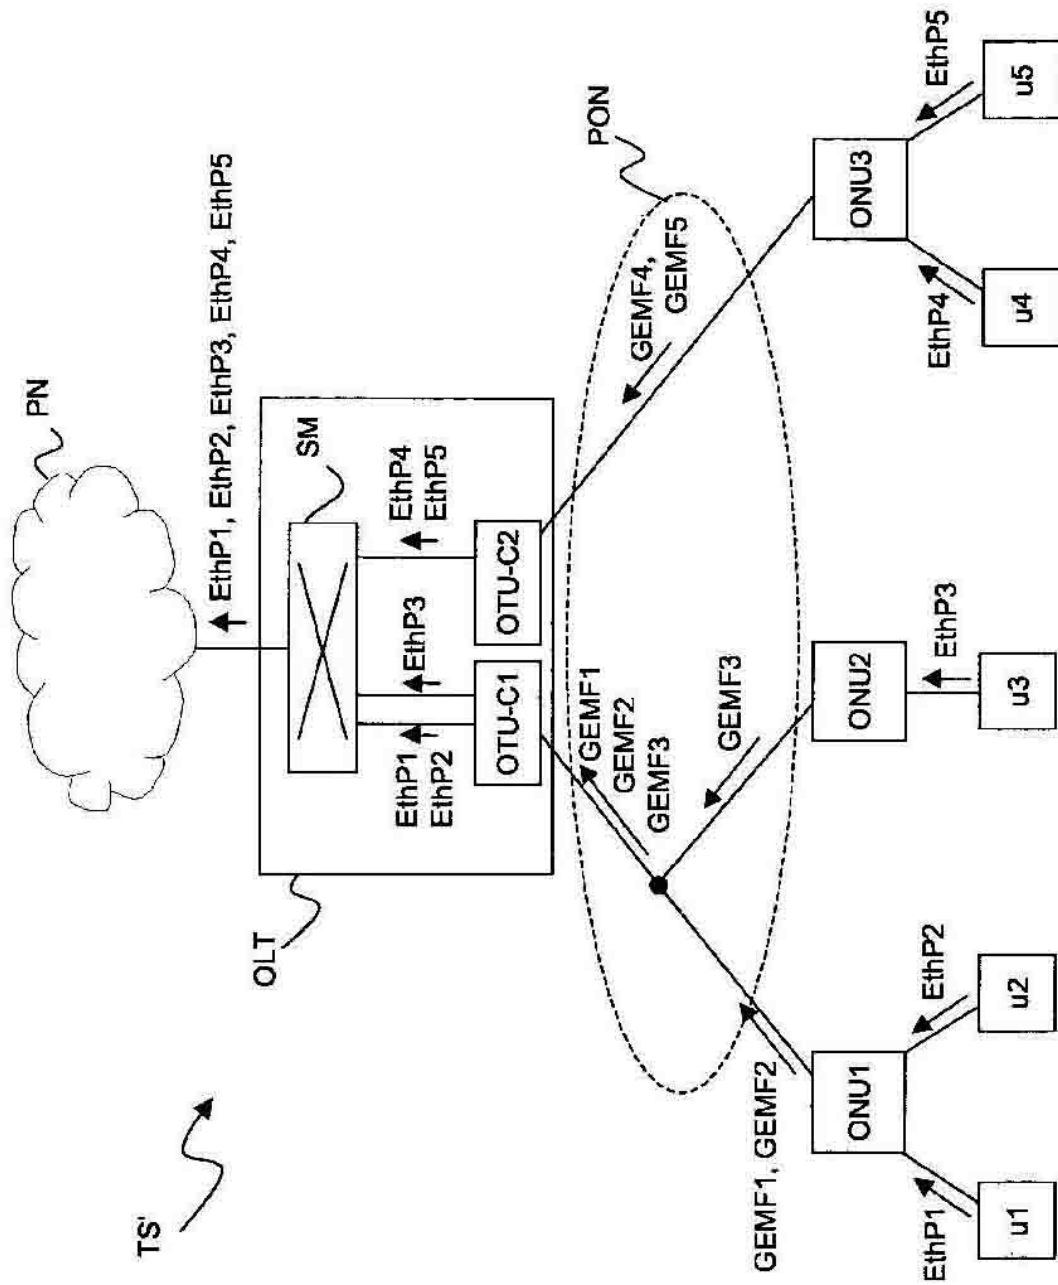 TS'
PN
EthP1, EthP2, EthP3, EthP4, EthP5
OLT
SM
EthP1
EthP2
EthP3
EthP4
EthP5
OTU-C1
OTU-C2
PON
GEMF1
GEMF2
GEMF3
GEMF4,
GEMF5
GEMF1, GEMF2
GEMF3
ONU1
ONU2
ONU3
EthP1
EthP2
EthP3
EthP4
EthP5
u1
u2
u3
u4
u5